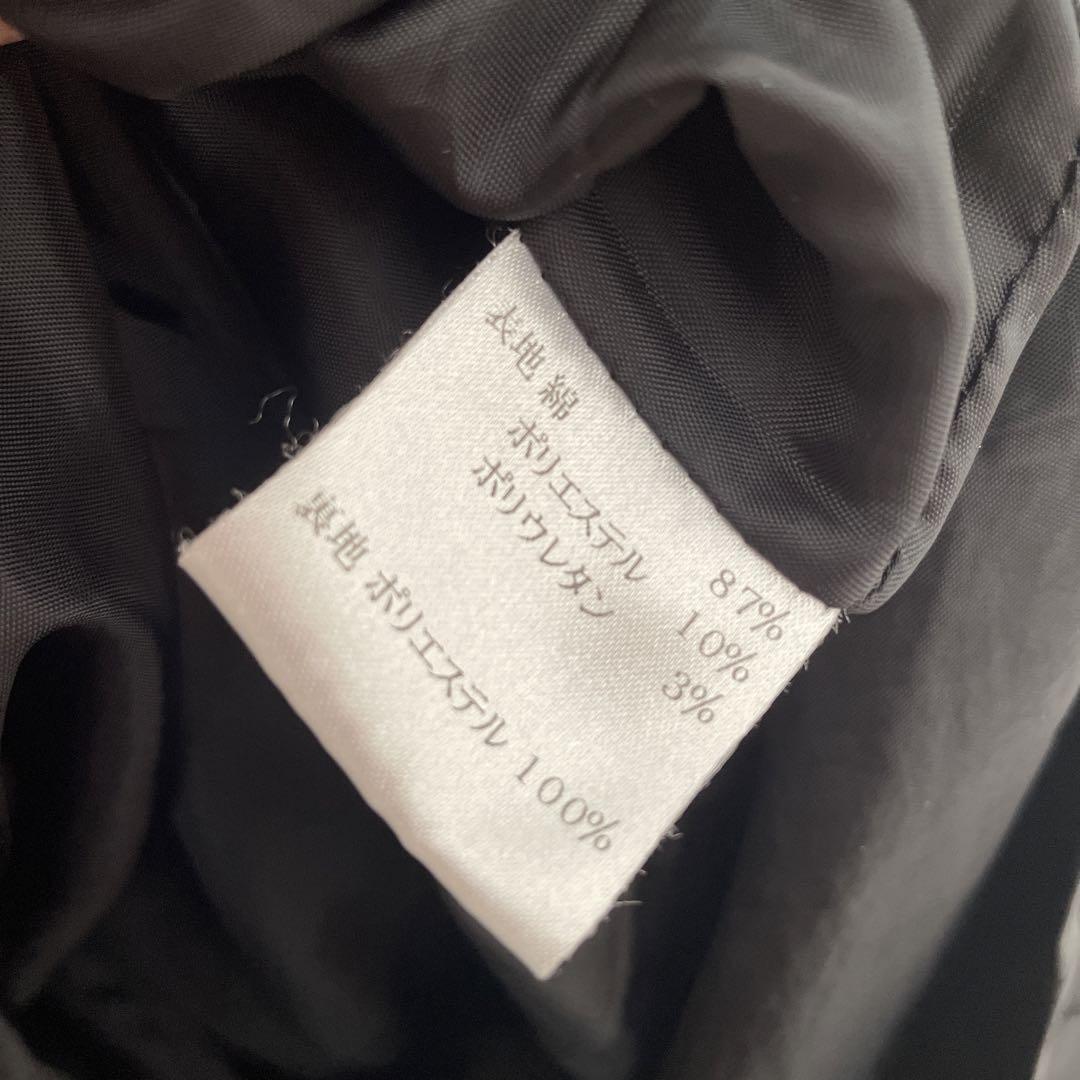 表地 綿 87%
ポリエステル 10%
ポリウレタン 3%
裏地 ポリエステル 100%